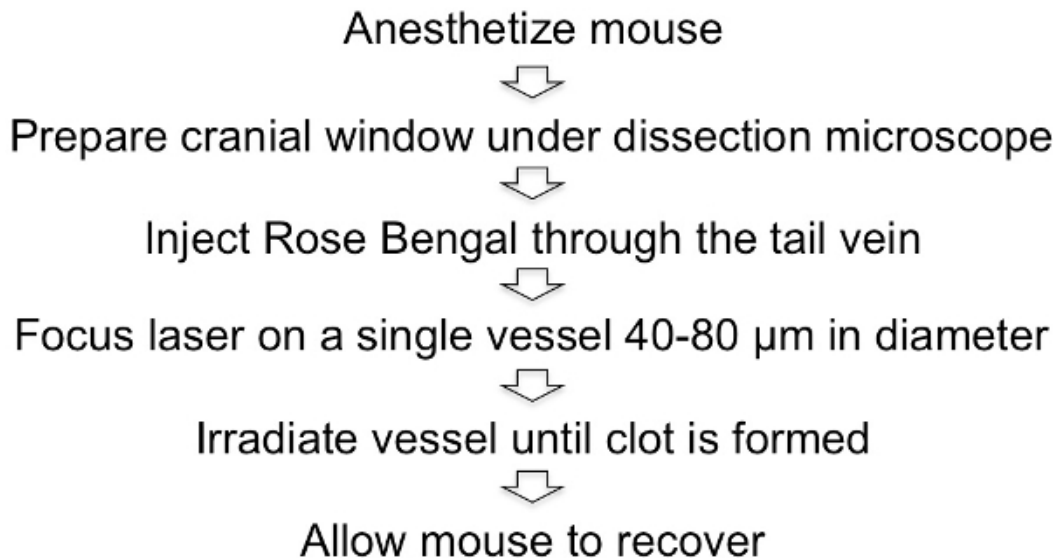 Anesthetize mouse
Prepare cranial window under dissection microscope
Inject Rose Bengal through the tail vein
Focus laser on a single vessel 40-80 μm in diameter
Irradiate vessel until clot is formed
Allow mouse to recover